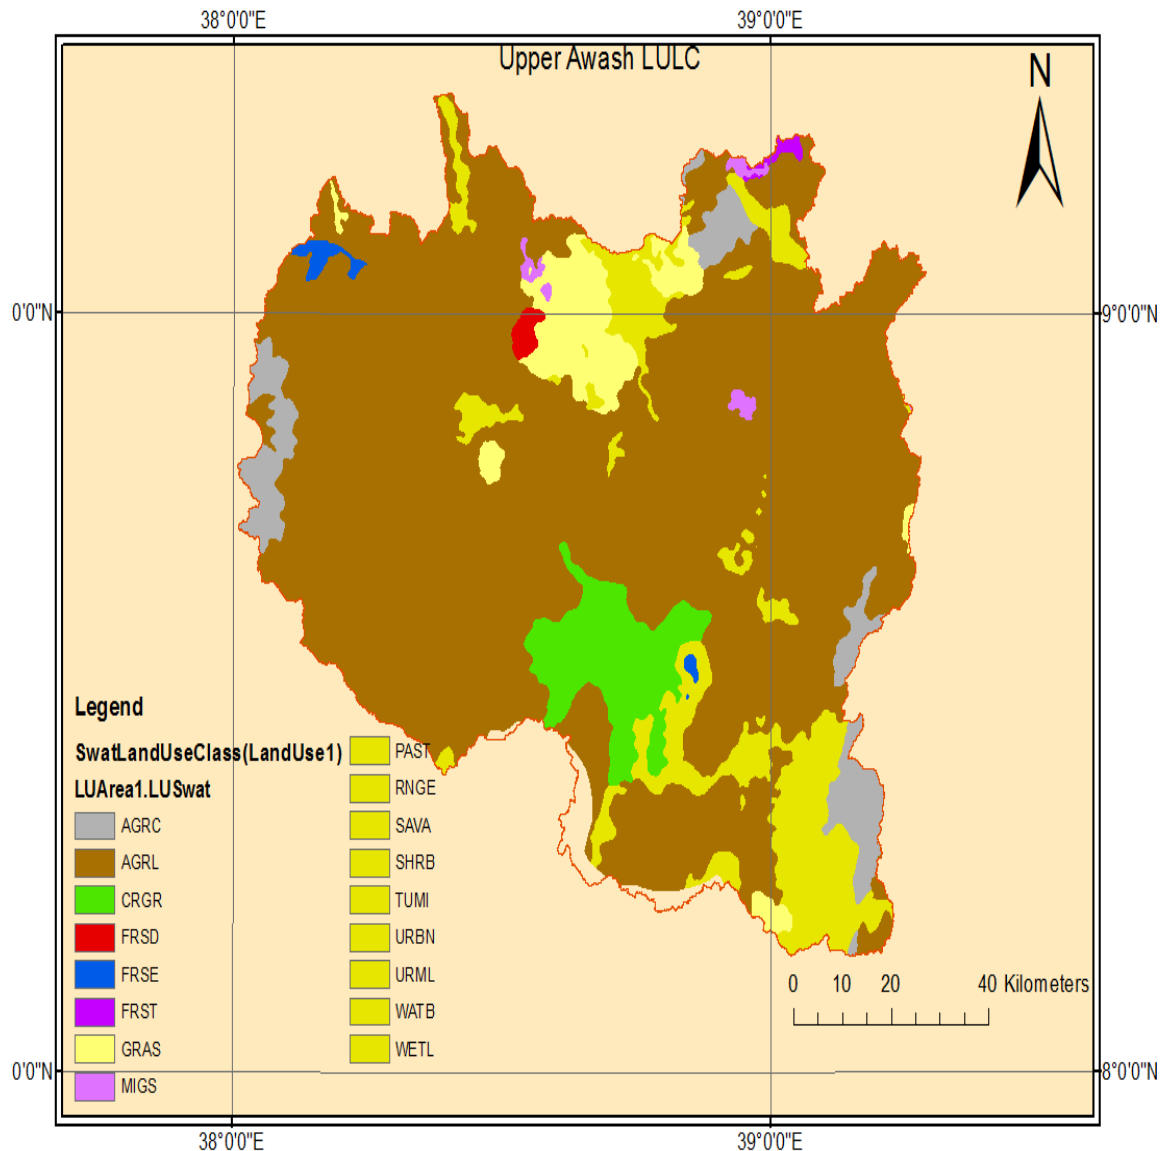 38°0'0"E
39°0'0"E
Upper Awash LULC
N
0'0"N
9°0'0"N
Legend
SwatLandUseClass(LandUse1)
LUArea1.LUSwat
AGRC
AGRL
CRGR
FRSD
FRSE
FRST
GRAS
MIGS
PAST
RNGE
SAVA
SHRB
TUMI
URBN
URML
WATB
WETL
0 10 20 40 Kilometers
0'0"N
8°0'0"N
38°0'0"E
39°0'0"E